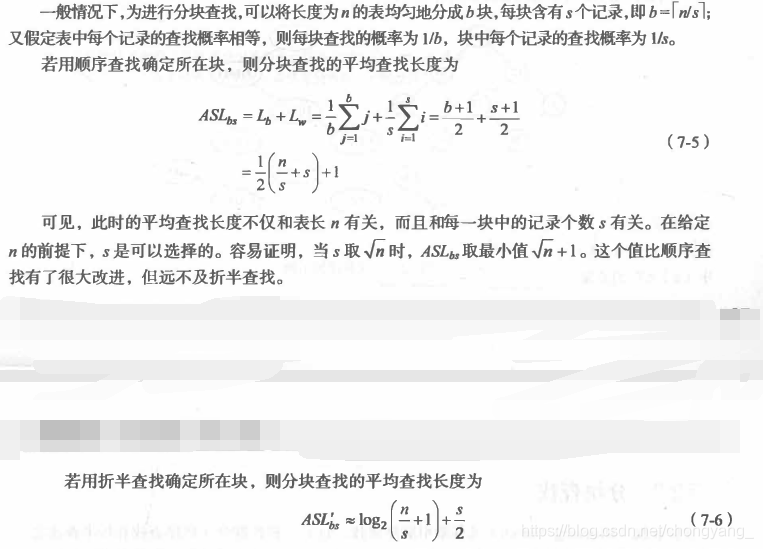 一般情况下,为进行分块查找,可以将长度为 n 的表均匀地分成 b 块,每块含有 s 个记录,即 b=⌈n/s⌉;
又假定表中每个记录的查找概率相等，则每块查找的概率为 1/b，块中每个记录的查找概率为 1/s。
若用顺序查找确定所在块，则分块查找的平均查找长度为
ASL_bs = L_b + L_w = \frac{1}{b}\sum_{j=1}^{b} j + \frac{1}{s}\sum_{i=1}^{s} i = \frac{b+1}{2} + \frac{s+1}{2}
(7-5)
= \frac{1}{2}\left(\frac{n}{s}+s\right)+1
可见，此时的平均查找长度不仅和表长 n 有关，而且和每一块中的记录个数 s 有关。在给定
n 的前提下，s 是可以选择的。容易证明，当 s 取 √n 时，ASL_bs 取最小值 √n + 1。这个值比顺序查
找有了很大改进，但远不及折半查找。
若用折半查找确定所在块，则分块查找的平均查找长度为
ASL'_bs ≈ log_2\left(\frac{n}{s}+1\right)+\frac{s}{2}
(7-6)
https://blog.csdn.net/chongyang_